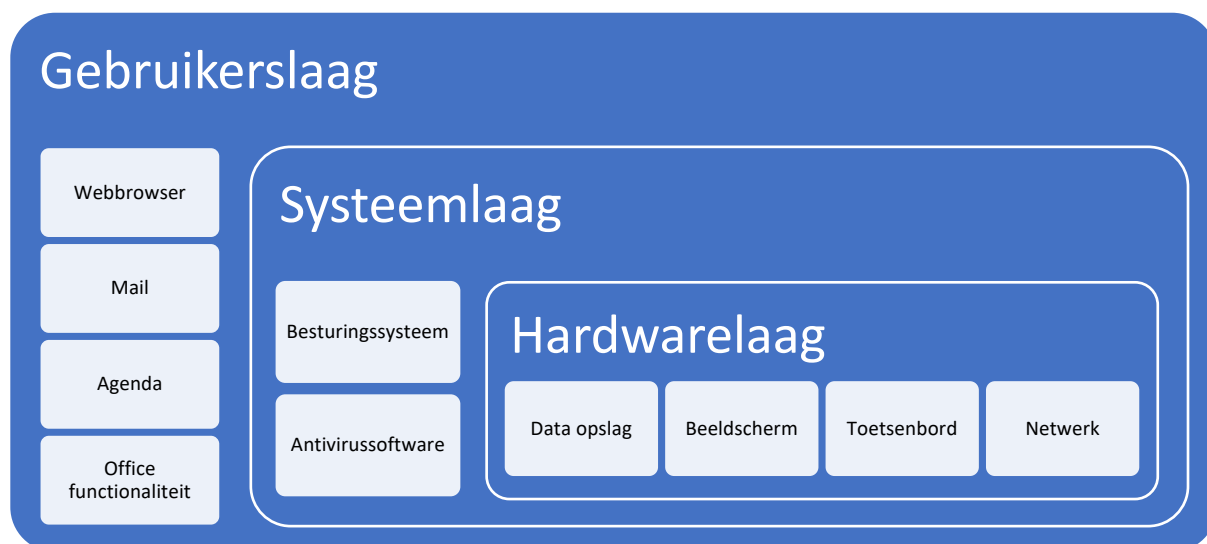 Gebruikerslaag
Webbrowser
Mail
Agenda
Office
functionaliteit
Systeemlaag
Besturingssysteem
Antivirussoftware
Hardwarelaag
Data opslag
Beeldscherm
Toetsenbord
Netwerk